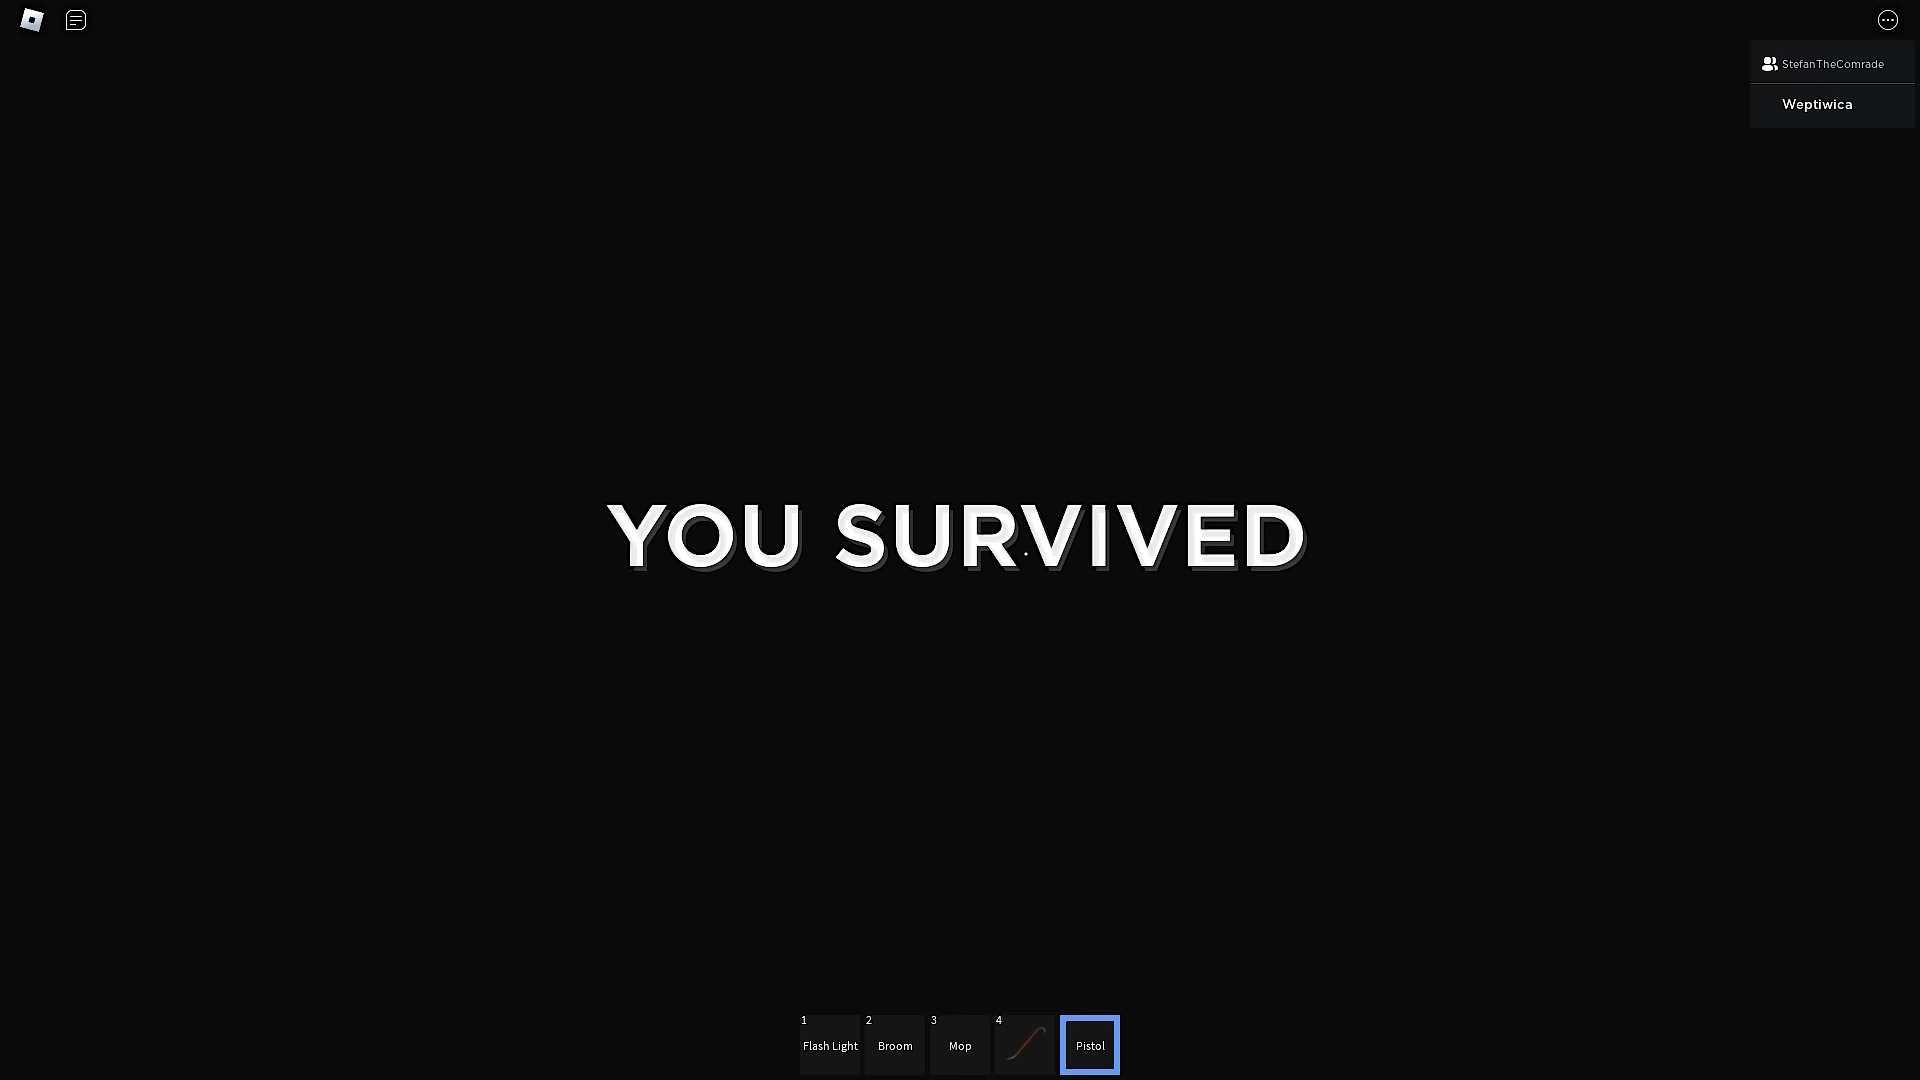 StefanTheComrade
Weptiwica
YOU SURVIVED
1
2
3
4
Flash Light
Broom
Mop
Pistol